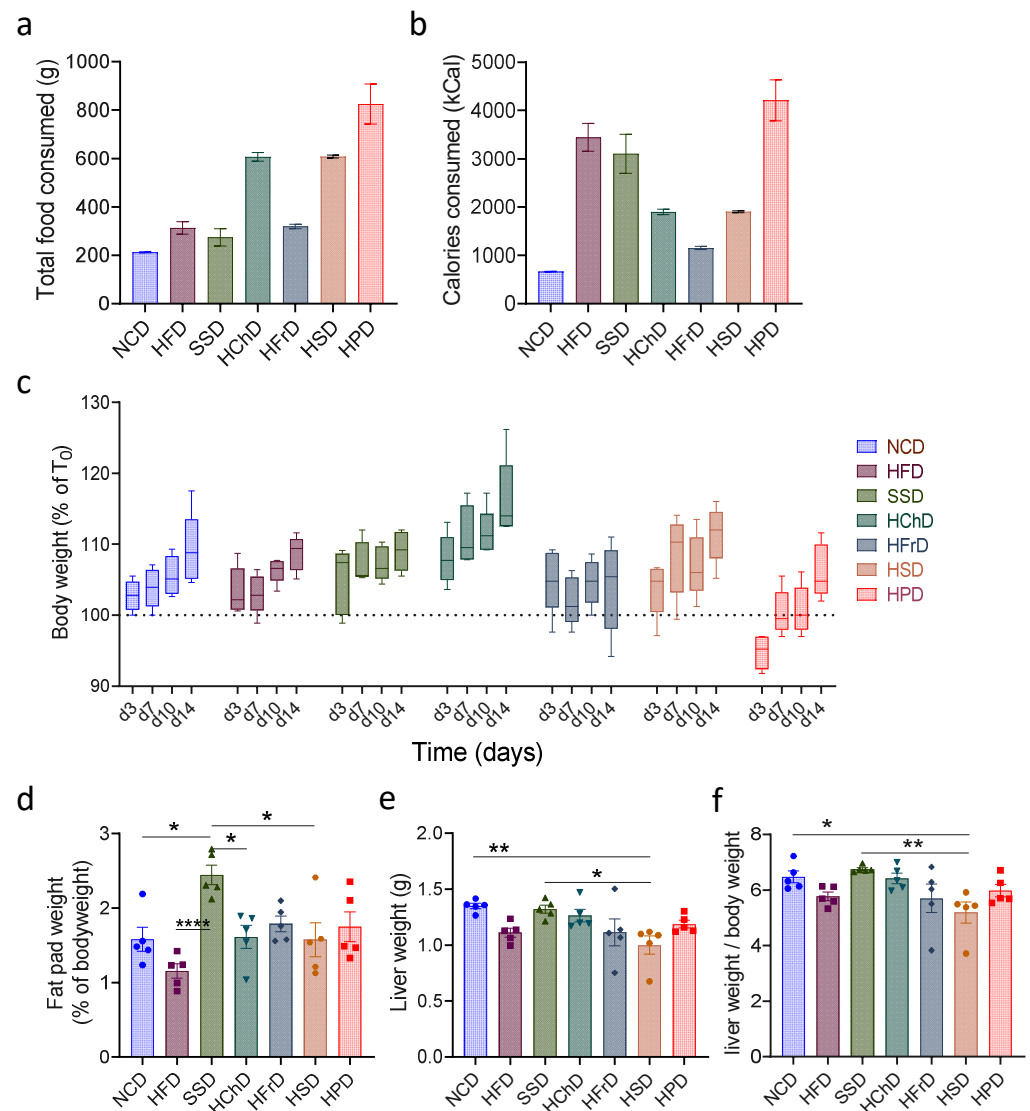 a
b
Total food consumed (g)
1000
800
600
400
200
0
NCD
HFD
SSD
HChD
HFrD
HSD
HPD
Calories consumed (kCal)
5000
4000
3000
2000
1000
0
NCD
HFD
SSD
HChD
HFrD
HSD
HPD
c
Body weight (% of T0)
130
120
110
100
90
d3 d7 d10 d14
d3 d7 d10 d14
d3 d7 d10 d14
d3 d7 d10 d14
d3 d7 d10 d14
d3 d7 d10 d14
d3 d7 d10 d14
Time (days)
NCD
HFD
SSD
HChD
HFrD
HSD
HPD
d
Fat pad weight
(% of bodyweight)
3
2
1
0
*
*
*
****
NCD
HFD
SSD
HChD
HFrD
HSD
HPD
e
Liver weight (g)
2.0
1.5
1.0
0.5
0.0
**
*
NCD
HFD
SSD
HChD
HFrD
HSD
HPD
f
liver weight / body weight
8
6
4
2
0
*
**
NCD
HFD
SSD
HChD
HFrD
HSD
HPD